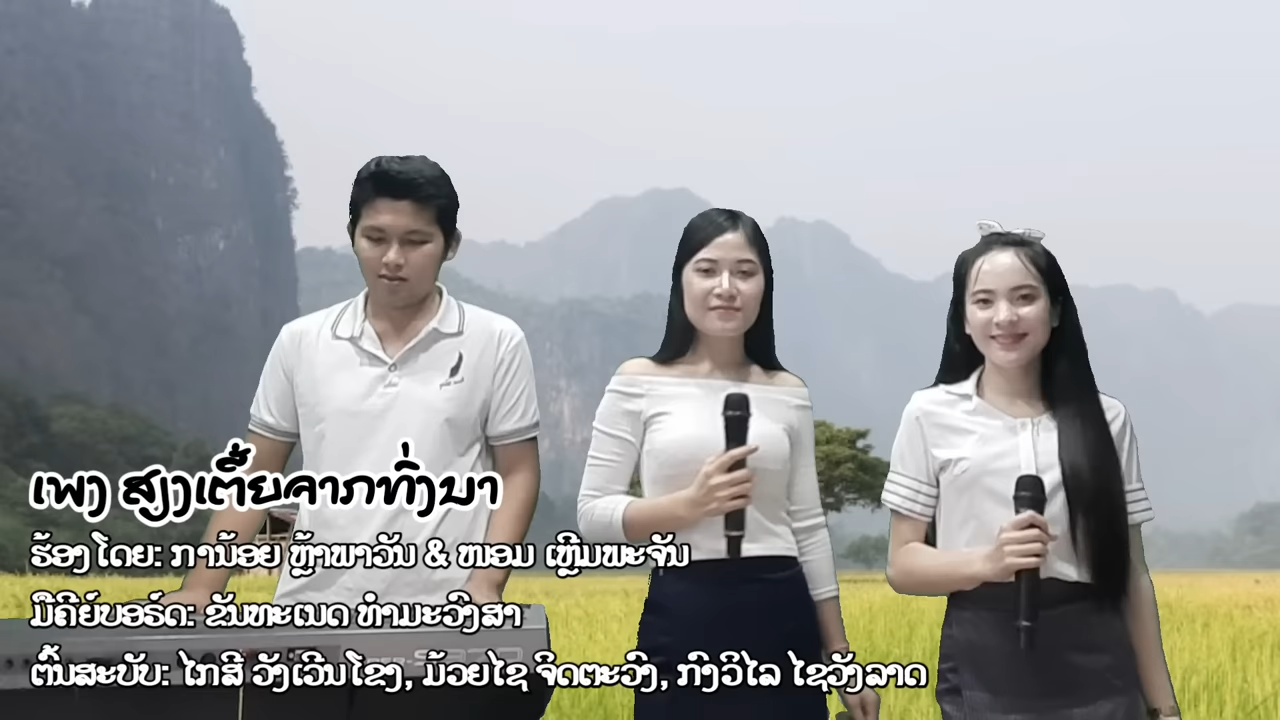 ເພງ ສຽງເຕີ້ຍຈາກທົ່ງນາ
ຮ້ອງໂດຍ: ການ້ອຍ ຫຼ້າພາວັນ & ໜອມ ເຫຼີມພະຈັນ
ມືຄີຍ໌ບອຣ໌ດ: ຂັນທະເນດ ທຳມະວົງສາ
ຕົ້ນສະບັບ: ໄກສີ ວັງເວີນໂຂງ, ມ້ວຍໄຊ ຈິດຕະວົງ, ກົງວິໄລ ໄຊວັງລາດ